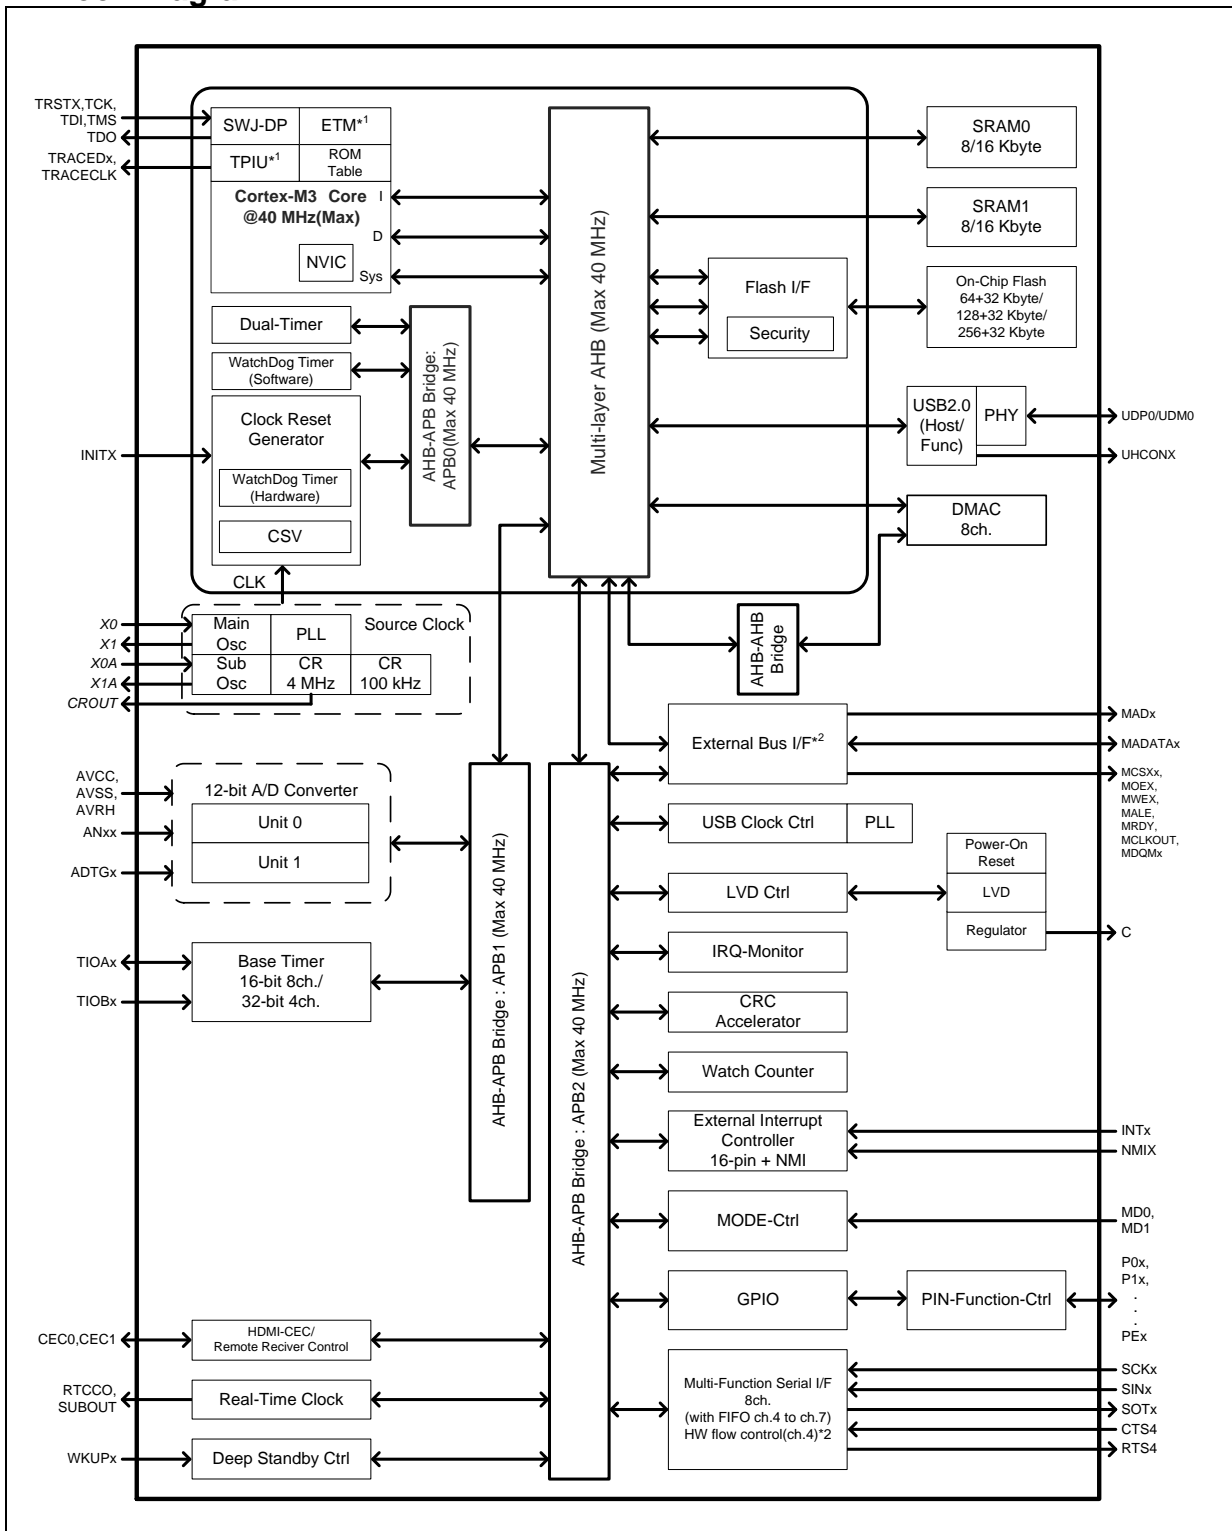 TRSTX,TCK,
TDI,TMS
TDO
TRACEDx,
TRACECLK
SWJ-DP
ETM*1
TPIU*1
ROM
Table
Cortex-M3 Core
@40 MHz(Max)
I
D
Sys
NVIC
Multi-layer AHB (Max 40 MHz)
SRAM0
8/16 Kbyte
SRAM1
8/16 Kbyte
Flash I/F
Security
On-Chip Flash
64+32 Kbyte/
128+32 Kbyte/
256+32 Kbyte
Dual-Timer
WatchDog Timer
(Software)
AHB-APB Bridge:
APB0(Max 40 MHz)
INITX
Clock Reset
Generator
WatchDog Timer
(Hardware)
CSV
CLK
USB2.0
(Host/
Func)
PHY
UDP0/UDM0
UHCONX
DMAC
8ch.
AHB-AHB
Bridge
X0
X1
X0A
X1A
CROUT
Main
Osc
PLL
Source Clock
Sub
Osc
CR
4 MHz
CR
100 kHz
AVCC,
AVSS,
AVRH
ANxx
ADTGx
12-bit A/D Converter
Unit 0
Unit 1
TIOAx
TIOBx
Base Timer
16-bit 8ch./
32-bit 4ch.
AHB-APB Bridge : APB1 (Max 40 MHz)
AHB-APB Bridge : APB2 (Max 40 MHz)
External Bus I/F*2
MADx
MADATAx
MCSXx,
MOEX,
MWEX,
MALE,
MRDY,
MCLKOUT,
MDQMx
USB Clock Ctrl
PLL
LVD Ctrl
Power-On
Reset
LVD
Regulator
C
IRQ-Monitor
CRC
Accelerator
Watch Counter
External Interrupt
Controller
16-pin + NMI
INTx
NMIX
MODE-Ctrl
MD0,
MD1
GPIO
PIN-Function-Ctrl
P0x,
P1x,
.
.
.
PEx
CEC0,CEC1
HDMI-CEC/
Remote Reciver Control
RTCCO,
SUBOUT
Real-Time Clock
WKUPx
Deep Standby Ctrl
Multi-Function Serial I/F
8ch.
(with FIFO ch.4 to ch.7)
HW flow control(ch.4)*2
SCKx
SINx
SOTx
CTS4
RTS4